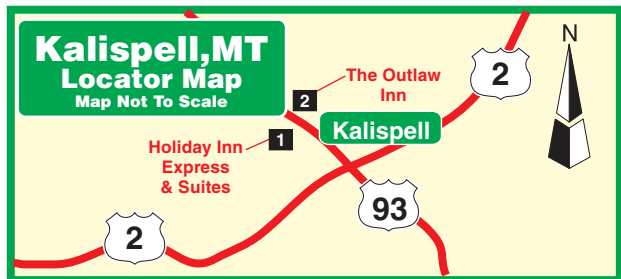 Kalispell,MT
Locator Map
Map Not To Scale
N
2
The Outlaw
Inn
2
Kalispell
1
Holiday Inn
Express
& Suites
93
2